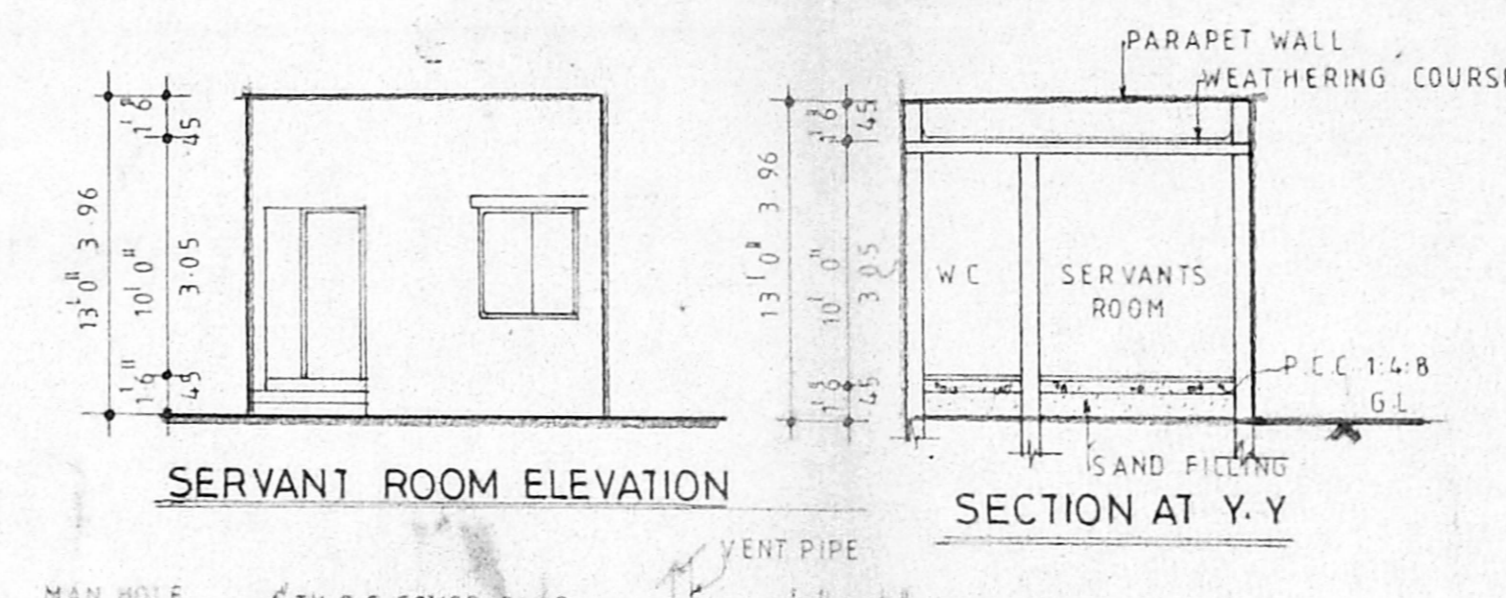 PARAPET WALL
WEATHERING COURS
1'6"
45
13'0" 3.96
10'0"
3.05
1'6"
45
1'6"
45
13'0" 3.96
10'0"
3.05
1'6"
45
WC
SERVANTS
ROOM
P.C.C 1:4:8
G.L
SAND FILLING
SERVANT ROOM ELEVATION
SECTION AT Y.Y
VENT PIPE
MAN HOLE